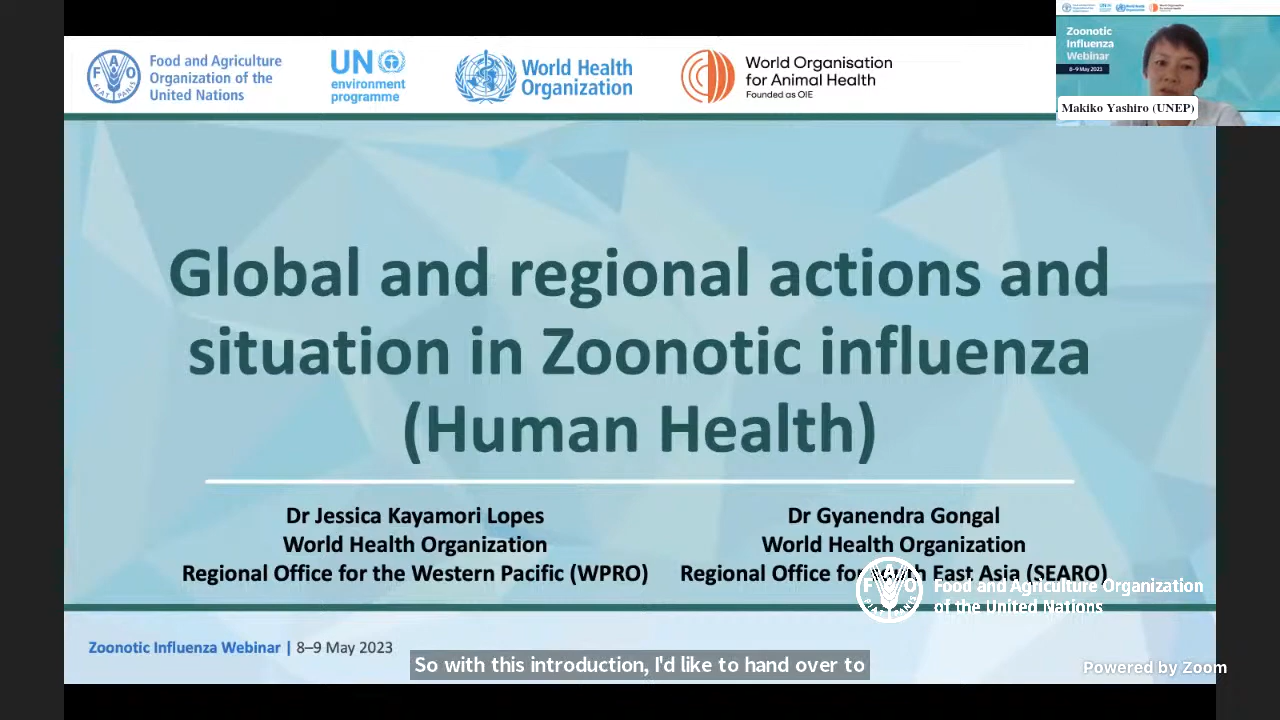 Food and Agriculture
Organization of the
United Nations
UN
environment
programme
World Health
Organization
World Organisation
for Animal Health
Founded as OIE
Zoonotic
Influenza
Webinar
8–9 May 2023
Makiko Yashiro (UNEP)
Global and regional actions and
situation in Zoonotic influenza
(Human Health)
Dr Jessica Kayamori Lopes
World Health Organization
Regional Office for the Western Pacific (WPRO)
Dr Gyanendra Gongal
World Health Organization
Regional Office for East Asia (SEARO)
FAO
Food and Agriculture Organization
of the United Nations
Zoonotic Influenza Webinar | 8–9 May 2023
So with this introduction, I'd like to hand over to
Powered by Zoom